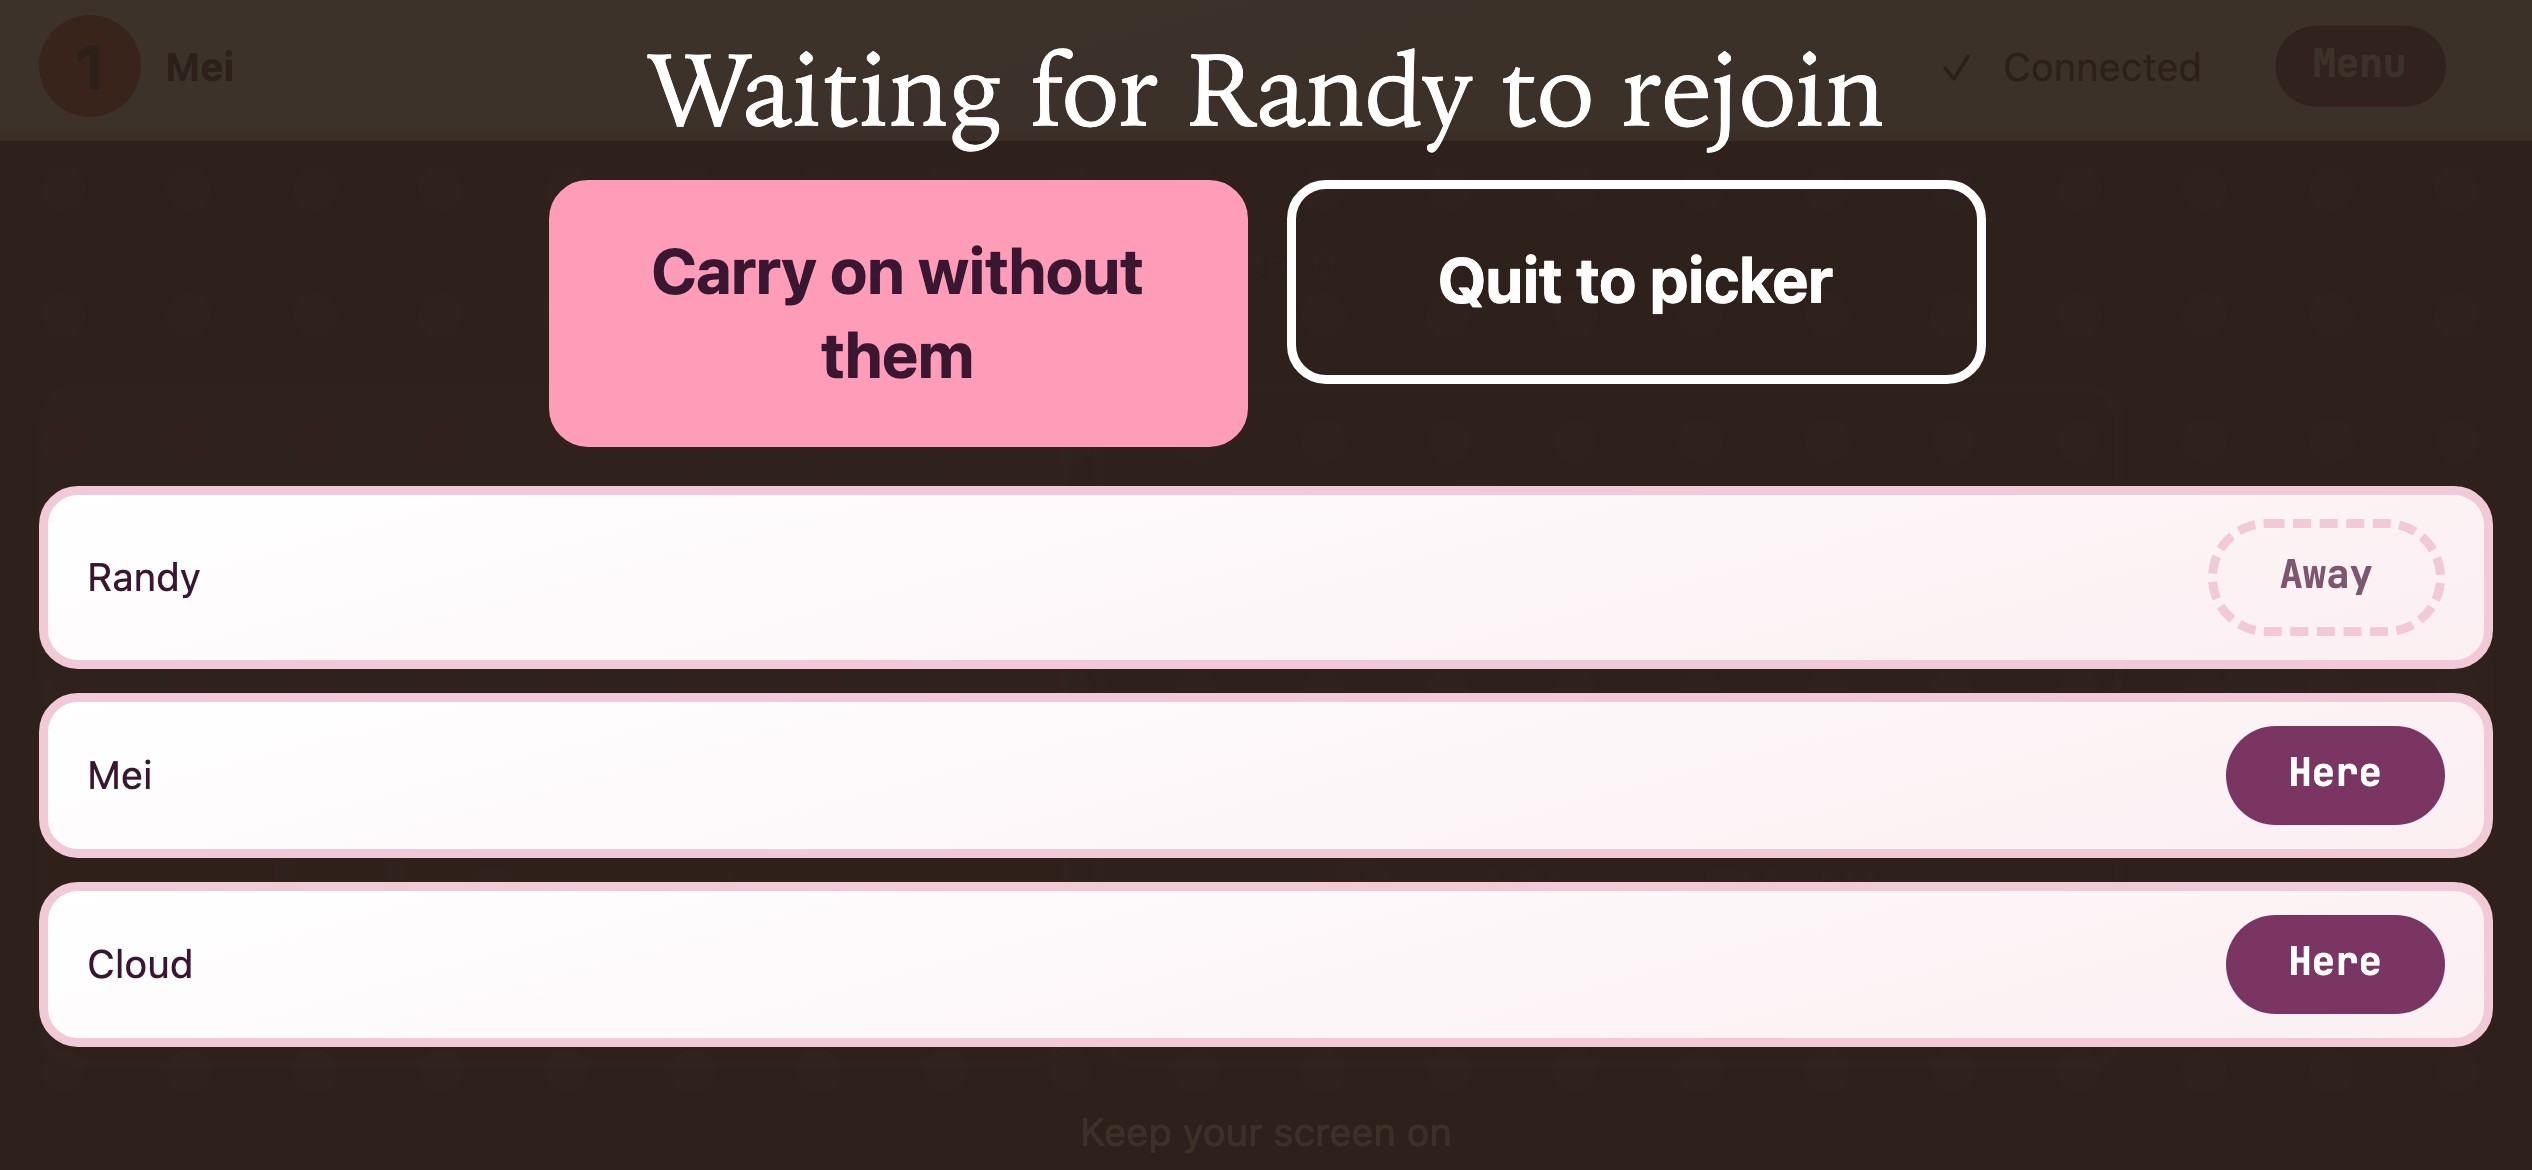 1 Mei
Waiting for Randy to rejoin
✓ Connected
Menu
Carry on without
them
Quit to picker
Randy
Away
Mei
Here
Cloud
Here
Keep your screen on